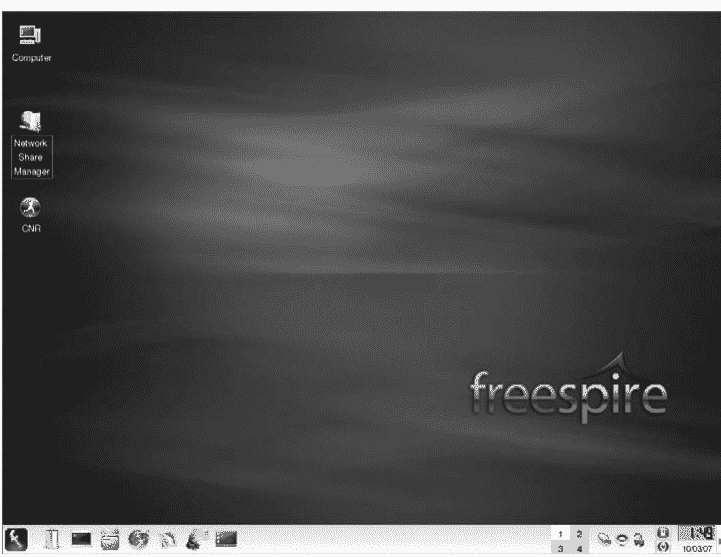 Computer
Network
Share
Manager
CNR
freespire
1 2
3 4
10/03/07